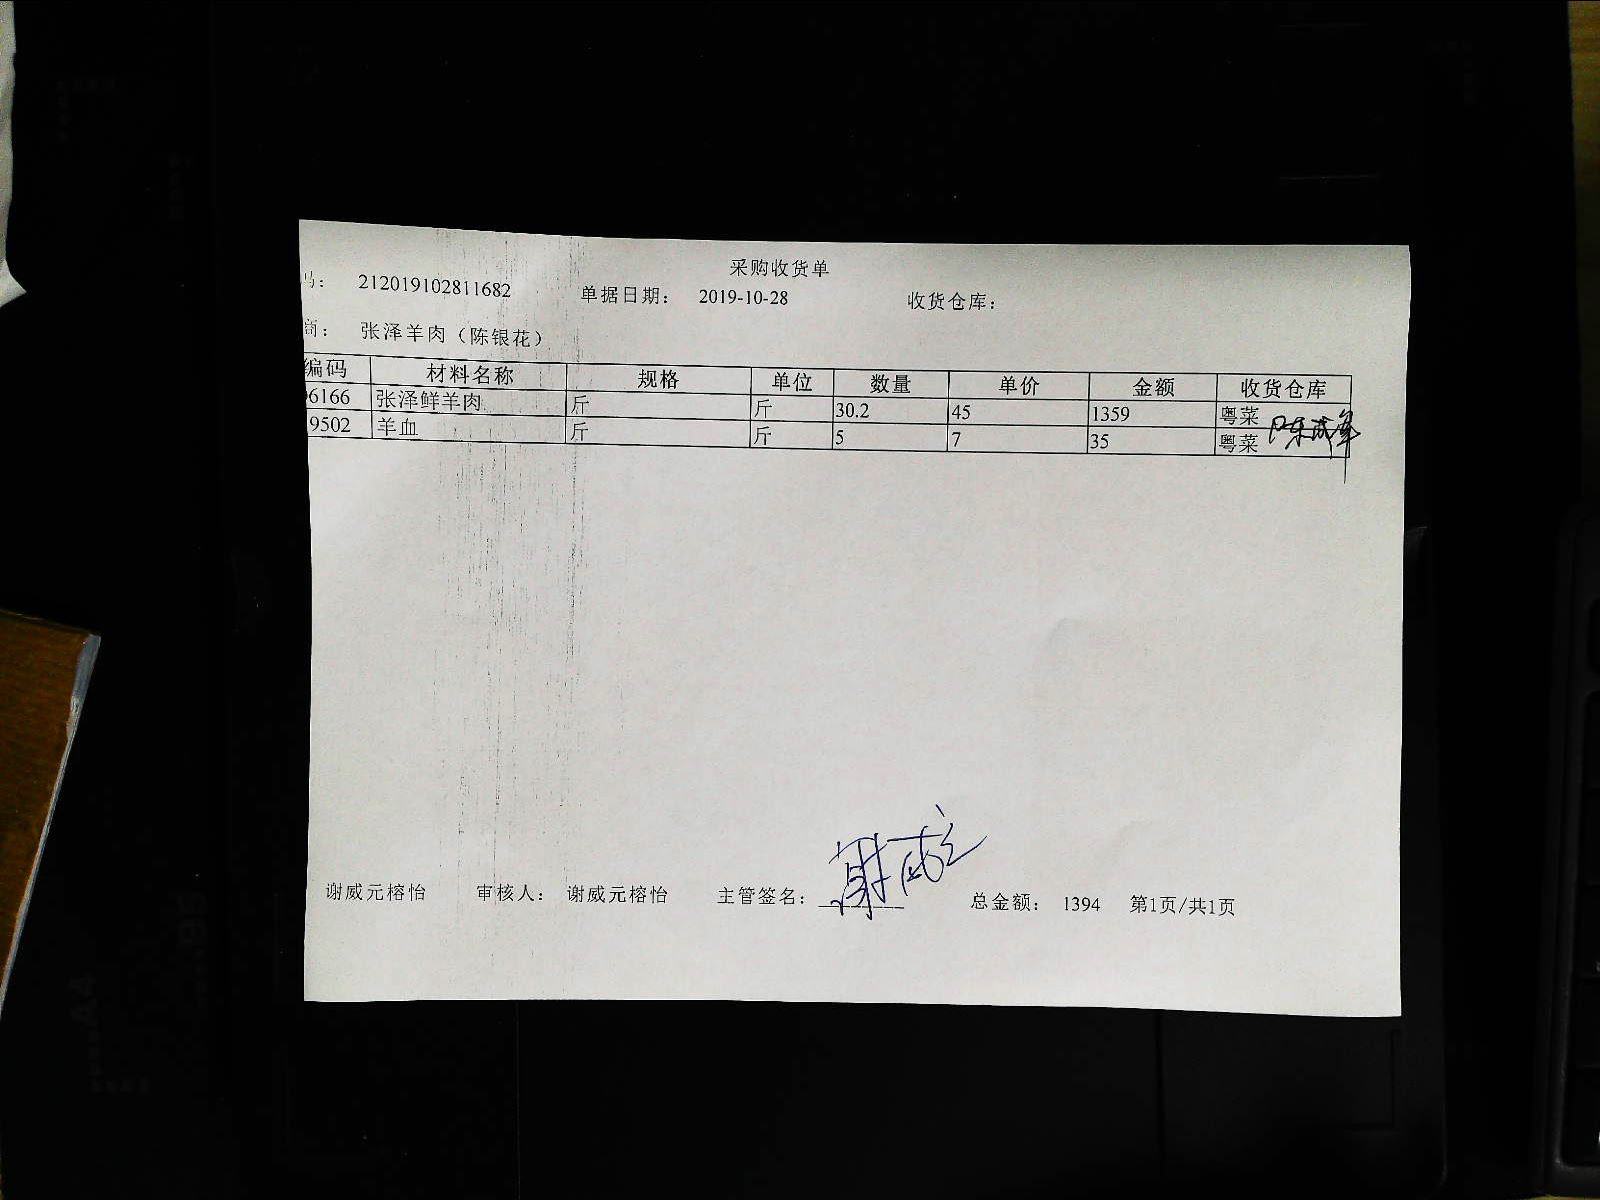 采购收货单
码： 212019102811682 单据日期： 2019-10-28 收货仓库：
商： 张泽羊肉（陈银花）
编码 材料名称 规格 单位 数量 单价 金额 收货仓库
6166 张泽鲜羊肉 斤 斤 30.2 45 1359 粤菜
9502 羊血 斤 斤 5 7 35 粤菜
谢威元榕怡 审核人： 谢威元榕怡 主管签名： 总金额： 1394 第1页/共1页